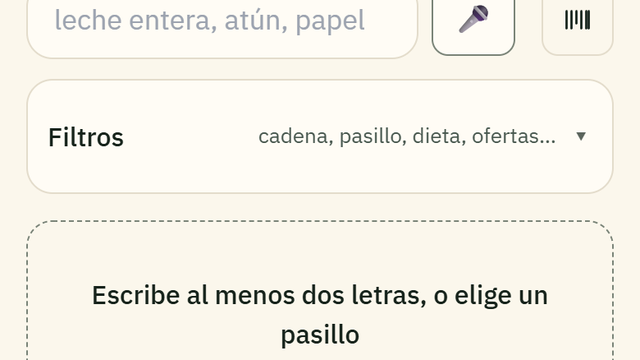 leche entera, atún, papel
Filtros cadena, pasillo, dieta, ofertas... ▼
Escribe al menos dos letras, o elige un
pasillo